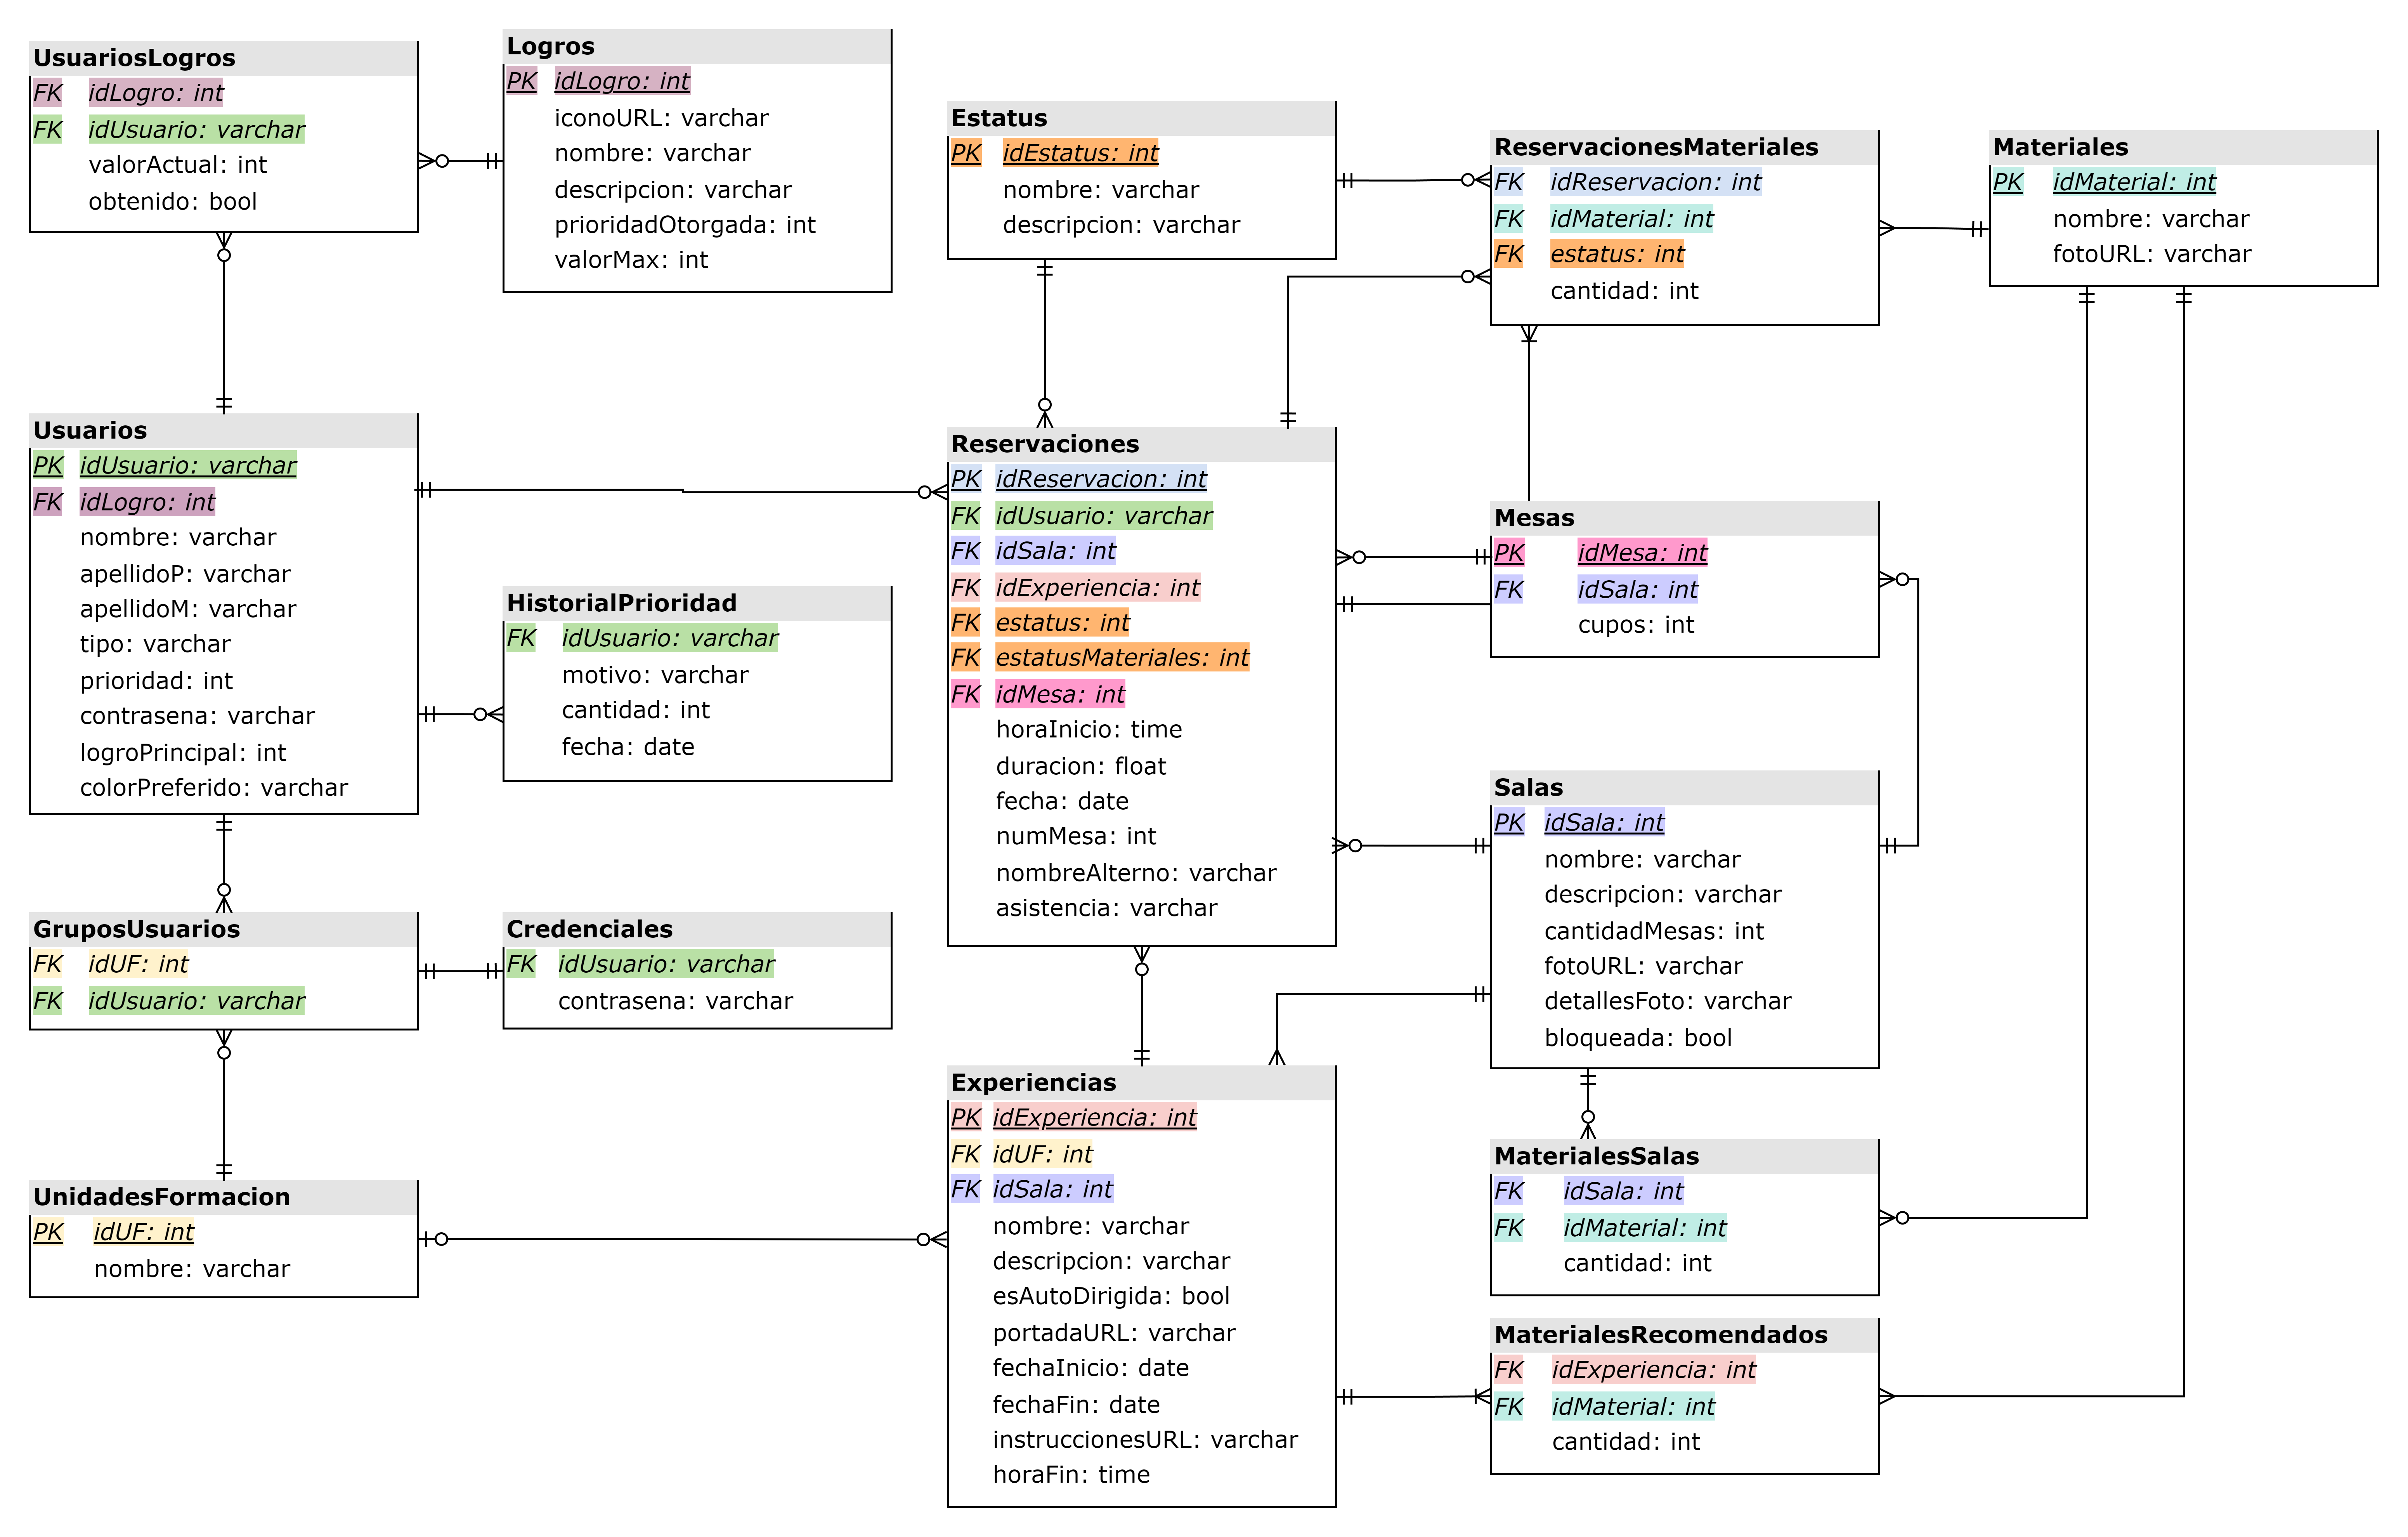 UsuariosLogros
FK idLogro: int
FK idUsuario: varchar
valorActual: int
obtenido: bool
Logros
PK idLogro: int
iconoURL: varchar
nombre: varchar
descripcion: varchar
prioridadOtorgada: int
valorMax: int
Estatus
PK idEstatus: int
nombre: varchar
descripcion: varchar
ReservacionesMateriales
FK idReservacion: int
FK idMaterial: int
FK estatus: int
cantidad: int
Materiales
PK idMaterial: int
nombre: varchar
fotoURL: varchar
Usuarios
PK idUsuario: varchar
FK idLogro: int
nombre: varchar
apellidoP: varchar
apellidoM: varchar
tipo: varchar
prioridad: int
contrasena: varchar
logroPrincipal: int
colorPreferido: varchar
HistorialPrioridad
FK idUsuario: varchar
motivo: varchar
cantidad: int
fecha: date
Reservaciones
PK idReservacion: int
FK idUsuario: varchar
FK idSala: int
FK idExperiencia: int
FK estatus: int
FK estatusMateriales: int
FK idMesa: int
horaInicio: time
duracion: float
fecha: date
numMesa: int
nombreAlterno: varchar
asistencia: varchar
Mesas
PK idMesa: int
FK idSala: int
cupos: int
Salas
PK idSala: int
nombre: varchar
descripcion: varchar
cantidadMesas: int
fotoURL: varchar
detallesFoto: varchar
bloqueada: bool
GruposUsuarios
FK idUF: int
FK idUsuario: varchar
Credenciales
FK idUsuario: varchar
contrasena: varchar
UnidadesFormacion
PK idUF: int
nombre: varchar
Experiencias
PK idExperiencia: int
FK idUF: int
FK idSala: int
nombre: varchar
descripcion: varchar
esAutoDirigida: bool
portadaURL: varchar
fechaInicio: date
fechaFin: date
instruccionesURL: varchar
horaFin: time
MaterialesSalas
FK idSala: int
FK idMaterial: int
cantidad: int
MaterialesRecomendados
FK idExperiencia: int
FK idMaterial: int
cantidad: int